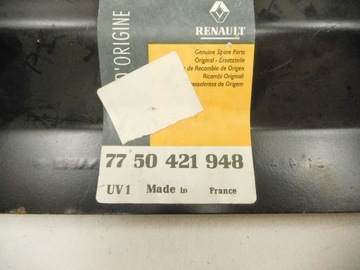 D'ORIGINE
RENAULT
Genuine Spare Parts
Original - Ersatzteile
de Recambio de Origen
Ricambi Originali
de Origem
77 50 421 948
UV1 Made in France